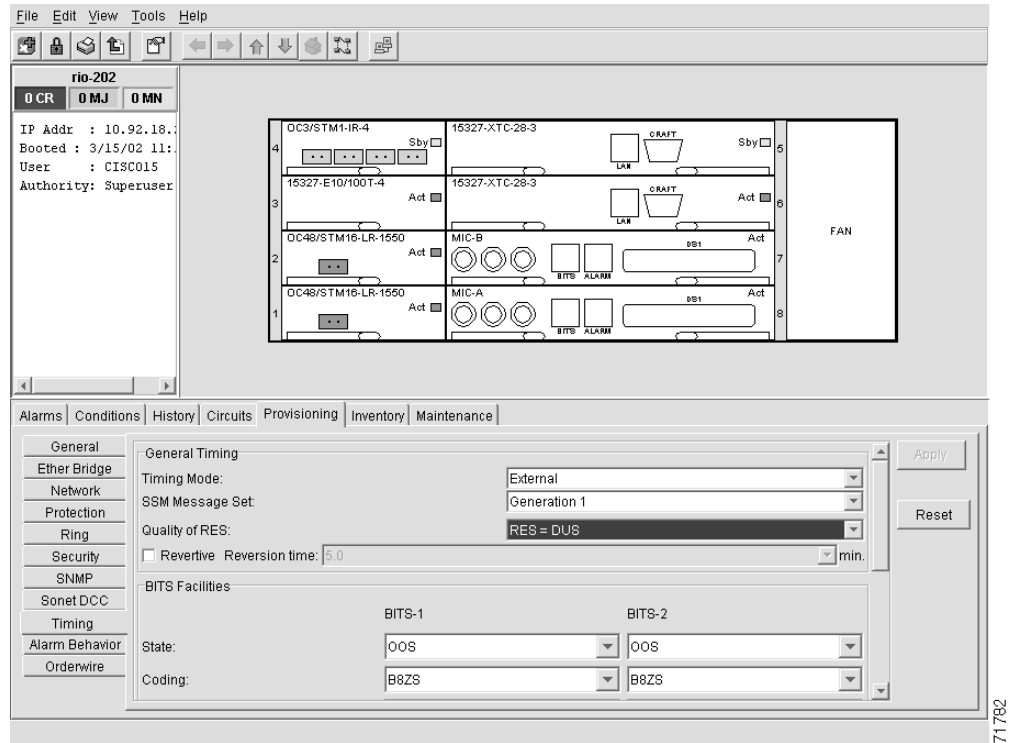 File Edit View Tools Help
rio-202
0 CR 0 MJ 0 MN
IP Addr : 10.92.18.
Booted : 3/15/02 11:
User : CISCO15
Authority: Superuser
4 OC3/STM1-IR-4 Sby 15327-XTC-28-3 LAN CRAFT Sby 5
3 15327-E10/100T-4 Act 15327-XTC-28-3 LAN CRAFT Act 6
2 OC48/STM16-LR-1550 Act MIC-B BITS ALARM DS1 Act 7
1 OC48/STM16-LR-1550 Act MIC-A BITS ALARM DS1 Act 8
FAN
Alarms Conditions History Circuits Provisioning Inventory Maintenance
General
Ether Bridge
Network
Protection
Ring
Security
SNMP
Sonet DCC
Timing
Alarm Behavior
Orderwire
General Timing
Timing Mode: External
SSM Message Set: Generation 1
Quality of RES: RES = DUS
Revertive Reversion time: 5.0 min.
BITS Facilities
BITS-1 BITS-2
State: OOS OOS
Coding: B8ZS B8ZS
Apply
Reset
71782